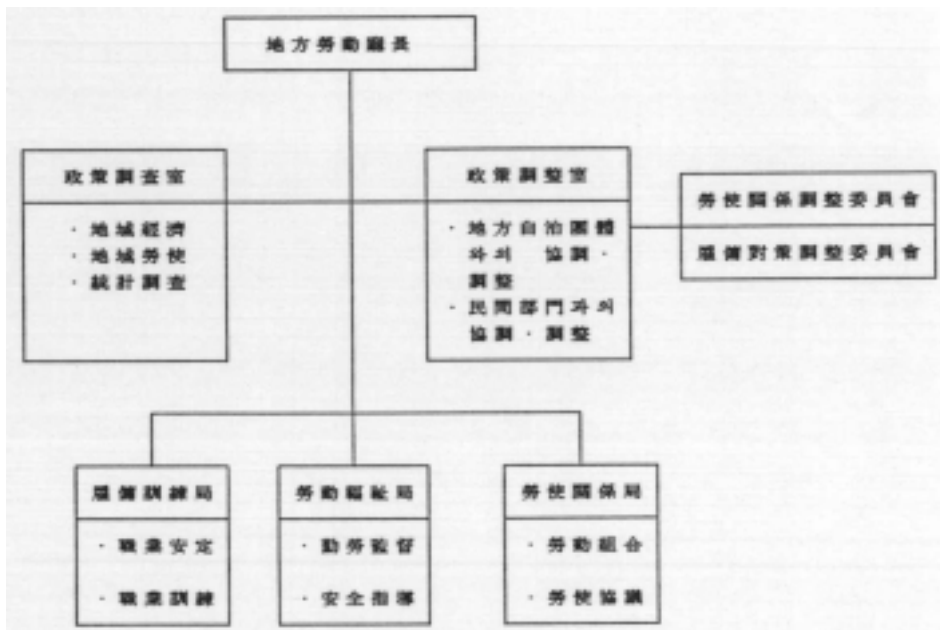 地方勞動廳長
政策調査室
· 地域經濟
· 地域勞使
· 統計調査
政策調整室
· 地方自治團體
와의 協調 ·
調整
· 民間部門과의
協調 · 調整
勞使關係調整委員會
雇傭對策調整委員會
雇傭訓練局
· 職業安定
· 職業訓練
勞動福祉局
· 勤勞監督
· 安全指導
勞使關係局
· 勞動組合
· 勞使協議